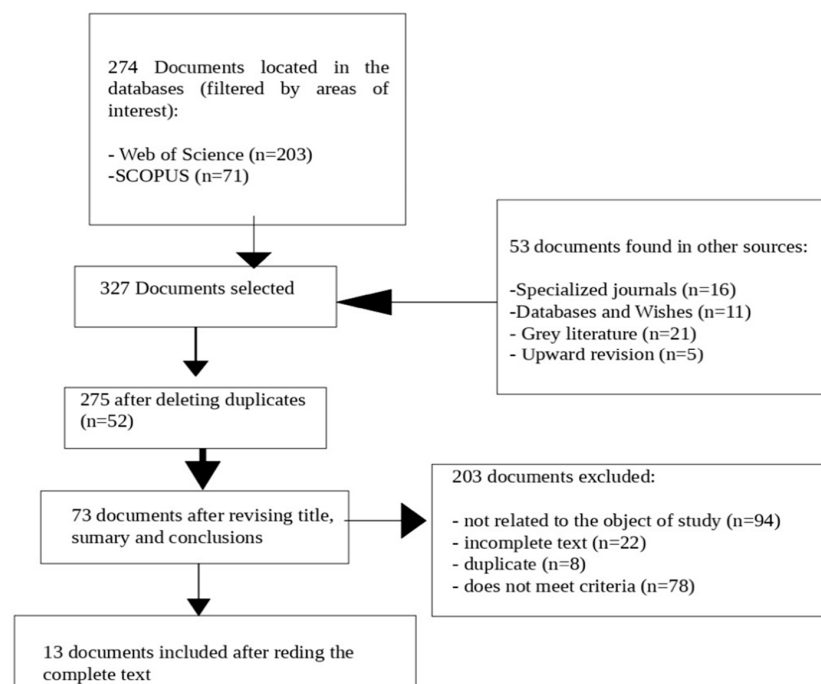 274 Documents located in the
databases (filtered by areas of
interest):
- Web of Science (n=203)
-SCOPUS (n=71)
53 documents found in other sources:
-Specialized journals (n=16)
-Databases and Wishes (n=11)
- Grey literature (n=21)
- Upward revision (n=5)
327 Documents selected
275 after deleting duplicates
(n=52)
73 documents after revising title,
sumary and conclusions
203 documents excluded:
- not related to the object of study (n=94)
- incomplete text (n=22)
- duplicate (n=8)
- does not meet criteria (n=78)
13 documents included after reding the
complete text